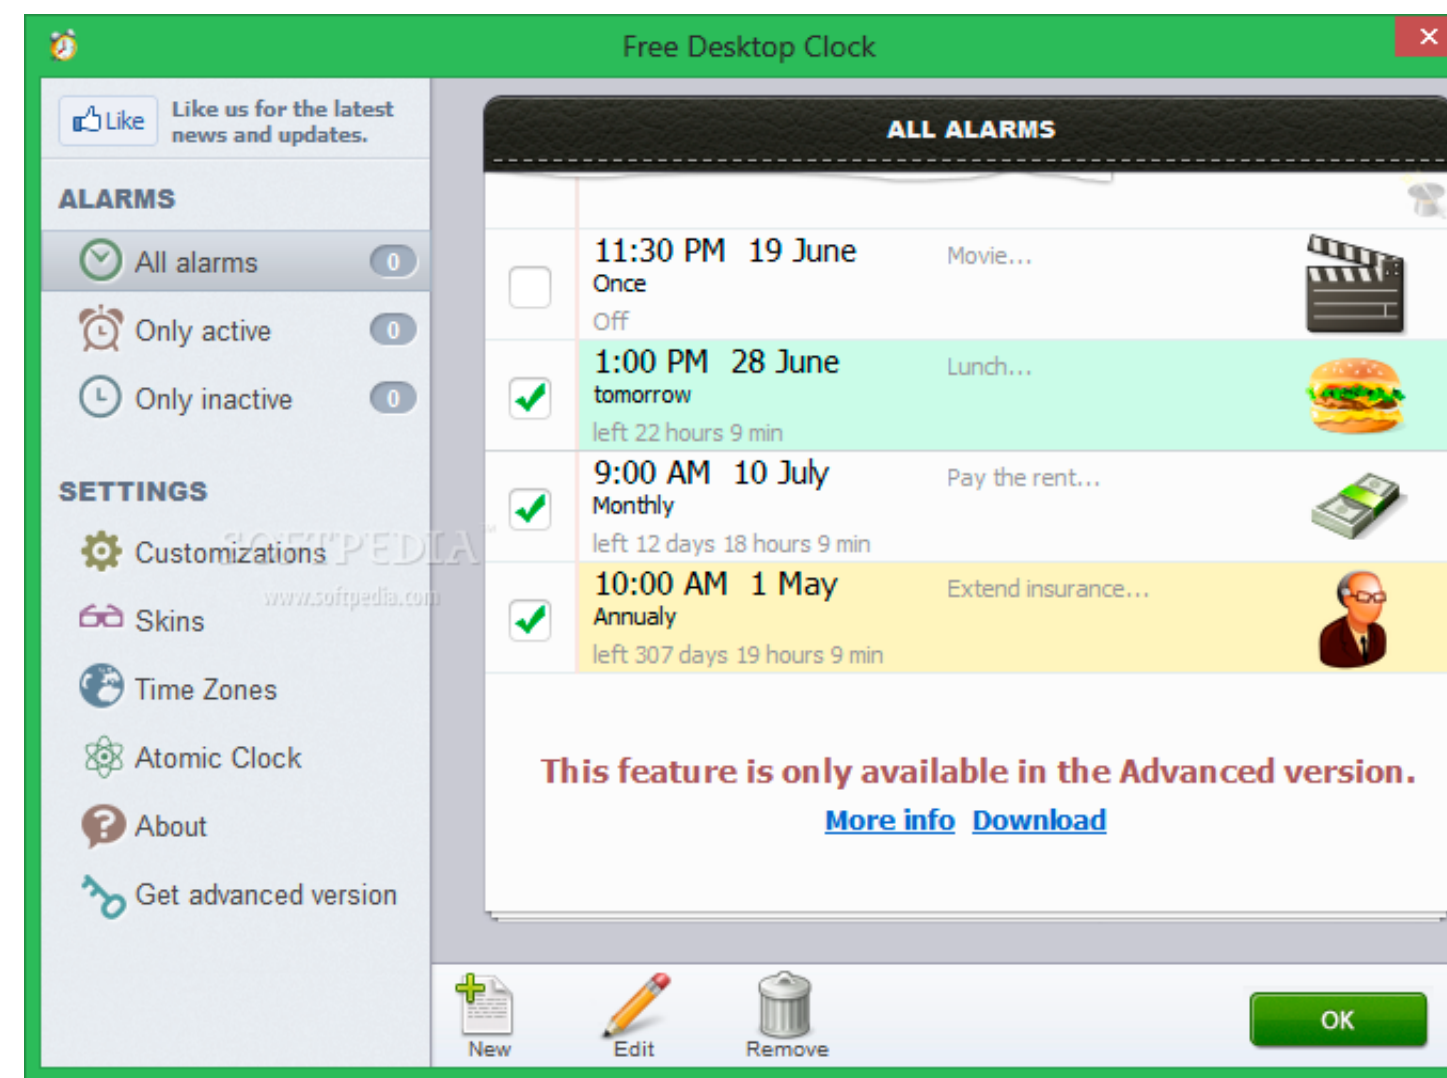 Free Desktop Clock
Like
Like us for the latest
news and updates.
ALARMS
All alarms 0
Only active 0
Only inactive 0
SETTINGS
Customizations
Skins
Time Zones
Atomic Clock
About
Get advanced version
SOFTPEDIA™
www.softpedia.com
ALL ALARMS
11:30 PM 19 June Movie...
Once
Off
1:00 PM 28 June Lunch...
tomorrow
left 22 hours 9 min
9:00 AM 10 July Pay the rent...
Monthly
left 12 days 18 hours 9 min
10:00 AM 1 May Extend insurance...
Annualy
left 307 days 19 hours 9 min
This feature is only available in the Advanced version.
More info Download
New Edit Remove
OK